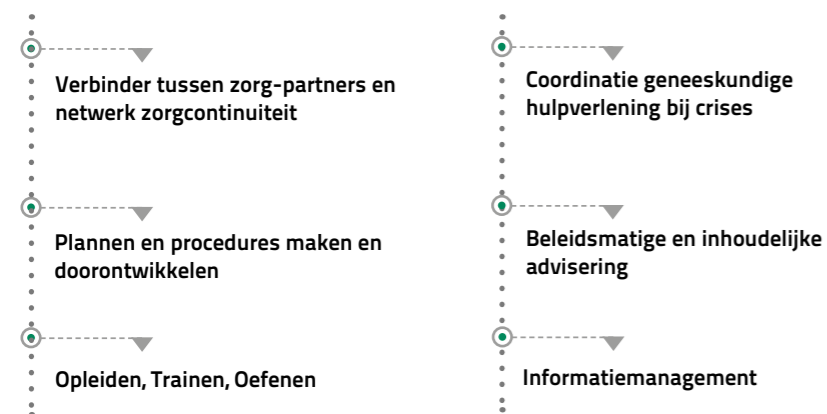 Verbinder tussen zorg-partners en
netwerk zorgcontinuiteit
Plannen en procedures maken en
doorontwikkelen
Opleiden, Trainen, Oefenen
Coordinatie geneeskundige
hulpverlening bij crises
Beleidsmatige en inhoudelijke
advisering
Informatiemanagement